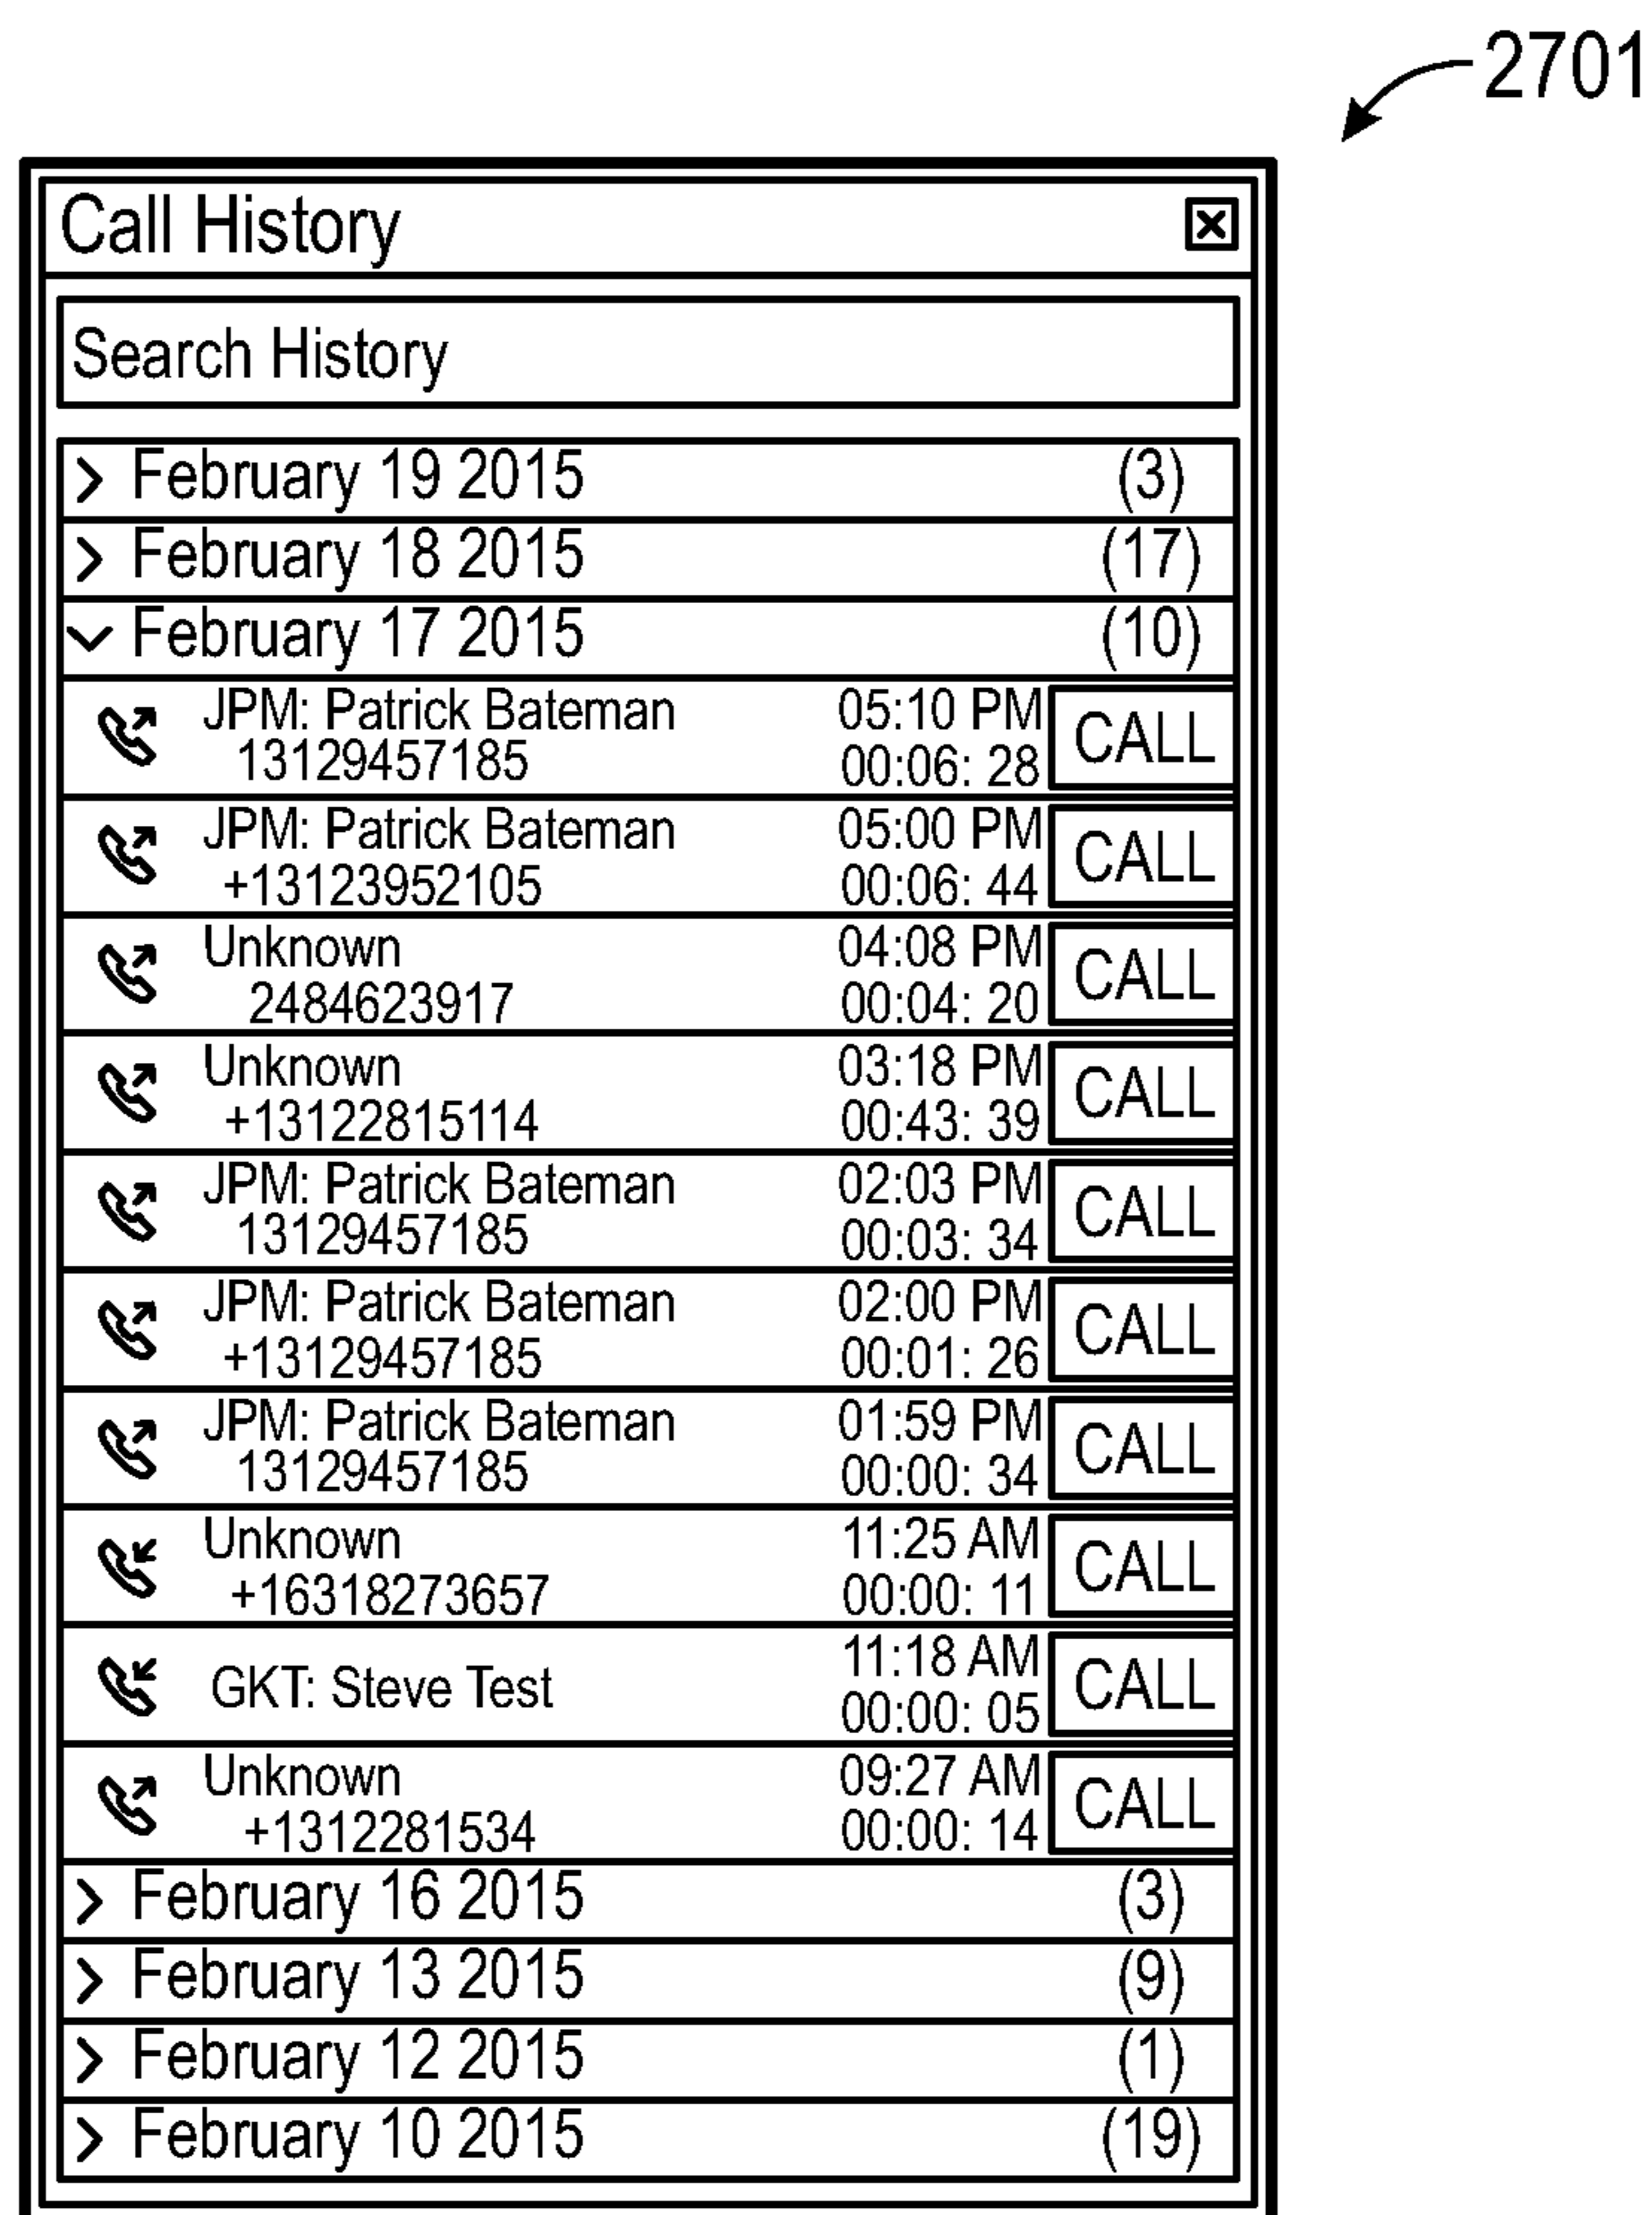 2701
Call History
Search History
February 19 2015 (3)
February 18 2015 (17)
February 17 2015 (10)
JPM: Patrick Bateman 05:10 PM CALL
13129457185 00:06: 28
JPM: Patrick Bateman 05:00 PM CALL
+13123952105 00:06: 44
Unknown 04:08 PM CALL
2484623917 00:04: 20
Unknown 03:18 PM CALL
+13122815114 00:43: 39
JPM: Patrick Bateman 02:03 PM CALL
13129457185 00:03: 34
JPM: Patrick Bateman 02:00 PM CALL
+13129457185 00:01: 26
JPM: Patrick Bateman 01:59 PM CALL
13129457185 00:00: 34
Unknown 11:25 AM CALL
+16318273657 00:00: 11
GKT: Steve Test 11:18 AM CALL
00:00: 05
Unknown 09:27 AM CALL
+1312281534 00:00: 14
February 16 2015 (3)
February 13 2015 (9)
February 12 2015 (1)
February 10 2015 (19)